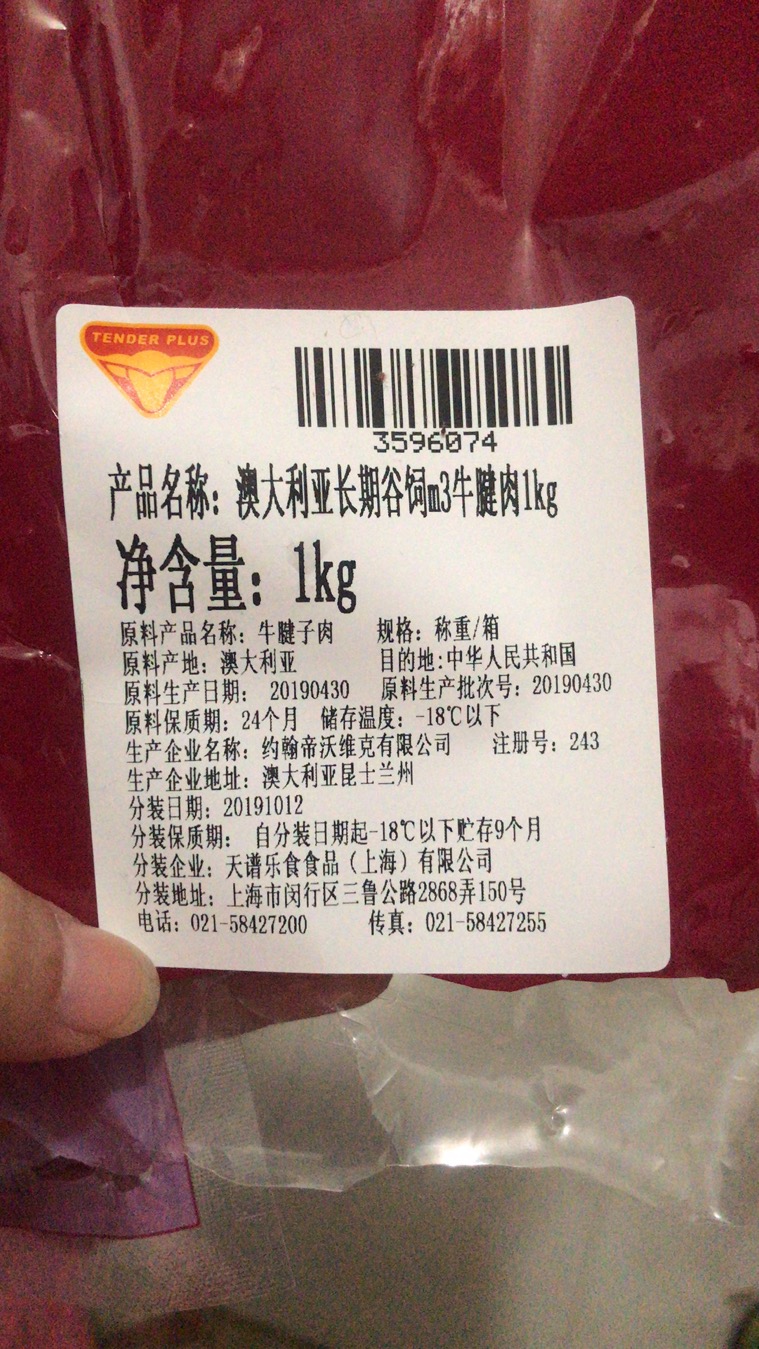 TENDER PLUS
3596074
产品名称：澳大利亚长期谷饲m3牛腱肉1kg
净含量：1kg
原料产品名称：牛腱子肉 规格：称重/箱
原料产地：澳大利亚 目的地:中华人民共和国
原料生产日期： 20190430 原料生产批次号：20190430
原料保质期：24个月 储存温度：-18℃以下
生产企业名称：约翰帝沃维克有限公司 注册号：243
生产企业地址：澳大利亚昆士兰州
分装日期：20191012
分装保质期： 自分装日期起-18℃以下贮存9个月
分装企业：天谱乐食食品（上海）有限公司
分装地址：上海市闵行区三鲁公路2868弄150号
电话：021-58427200 传真：021-58427255